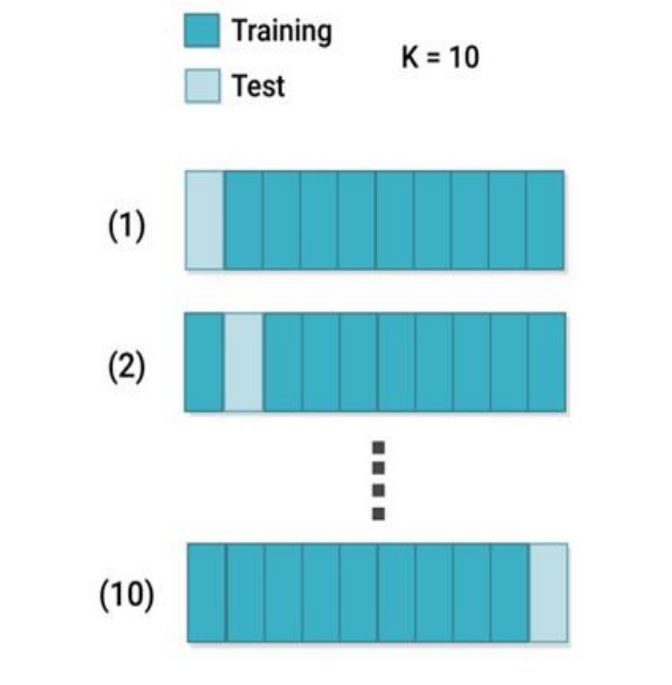 Training
K = 10
Test
(1)
(2)
(10)